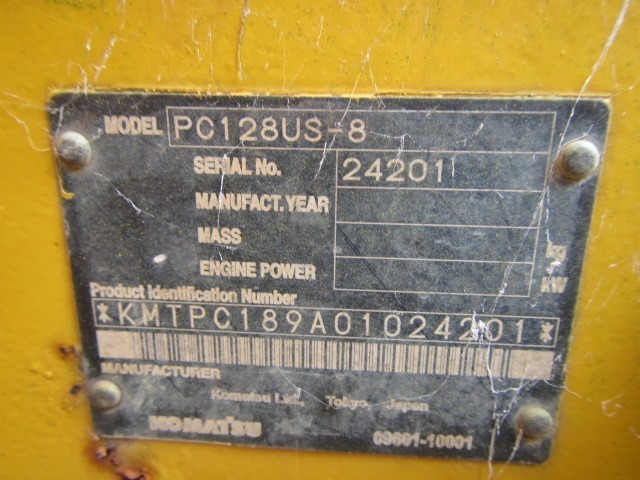 MODEL PC128US-8
SERIAL No. 24201
MANUFACT. YEAR
MASS kg
ENGINE POWER kW
Product Identification Number
*KMTPC189A01024201*
MANUFACTURER
Komatsu Ltd. Tokyo, Japan
KOMATSU 09601-10001